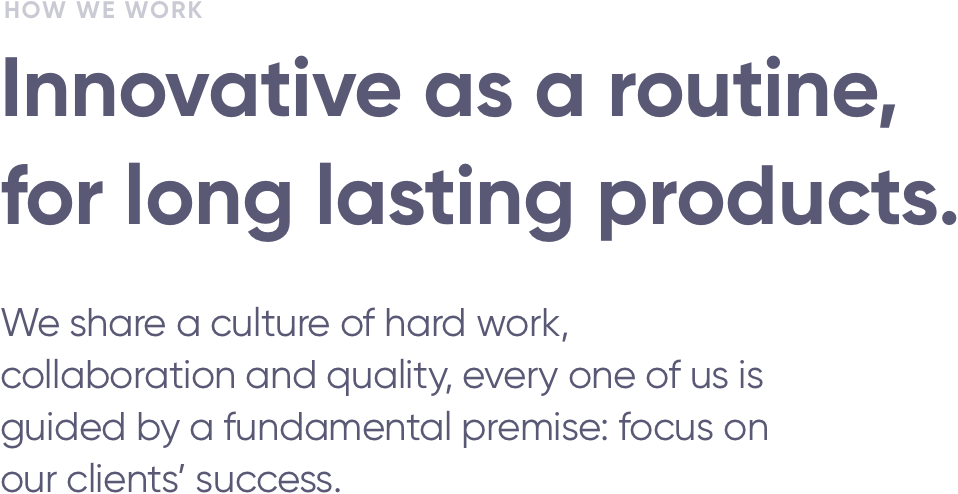 HOW WE WORK
Innovative as a routine,
for long lasting products.
We share a culture of hard work,
collaboration and quality, every one of us is
guided by a fundamental premise: focus on
our clients’ success.